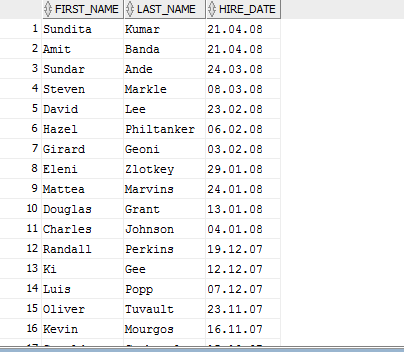 FIRST_NAME LAST_NAME HIRE_DATE
1 Sundita Kumar 21.04.08
2 Amit Banda 21.04.08
3 Sundar Ande 24.03.08
4 Steven Markle 08.03.08
5 David Lee 23.02.08
6 Hazel Philtanker 06.02.08
7 Girard Geoni 03.02.08
8 Eleni Zlotkey 29.01.08
9 Mattea Marvins 24.01.08
10 Douglas Grant 13.01.08
11 Charles Johnson 04.01.08
12 Randall Perkins 19.12.07
13 Ki Gee 12.12.07
14 Luis Popp 07.12.07
15 Oliver Tuvault 23.11.07
16 Kevin Mourgos 16.11.07